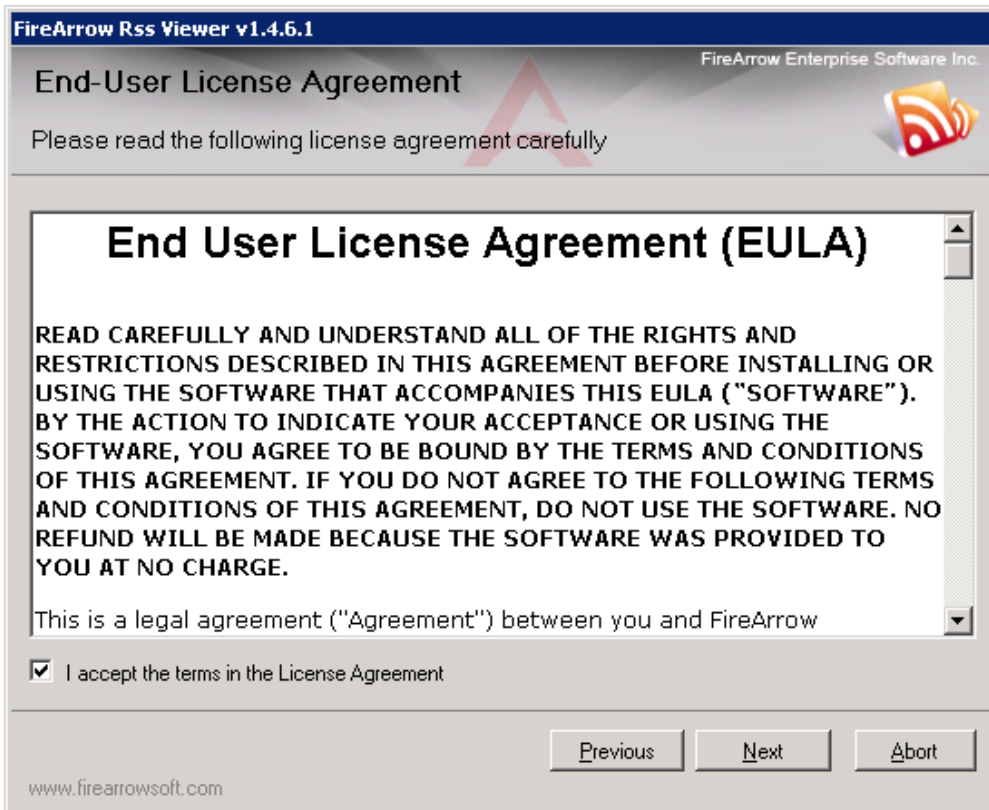 FireArrow Rss Viewer v1.4.6.1
FireArrow Enterprise Software Inc.
End-User License Agreement
Please read the following license agreement carefully
End User License Agreement (EULA)
READ CAREFULLY AND UNDERSTAND ALL OF THE RIGHTS AND
RESTRICTIONS DESCRIBED IN THIS AGREEMENT BEFORE INSTALLING OR
USING THE SOFTWARE THAT ACCOMPANIES THIS EULA (“SOFTWARE”).
BY THE ACTION TO INDICATE YOUR ACCEPTANCE OR USING THE
SOFTWARE, YOU AGREE TO BE BOUND BY THE TERMS AND CONDITIONS
OF THIS AGREEMENT. IF YOU DO NOT AGREE TO THE FOLLOWING TERMS
AND CONDITIONS OF THIS AGREEMENT, DO NOT USE THE SOFTWARE. NO
REFUND WILL BE MADE BECAUSE THE SOFTWARE WAS PROVIDED TO
YOU AT NO CHARGE.
This is a legal agreement ("Agreement") between you and FireArrow
I accept the terms in the License Agreement
Previous Next Abort
www.firearrowsoft.com